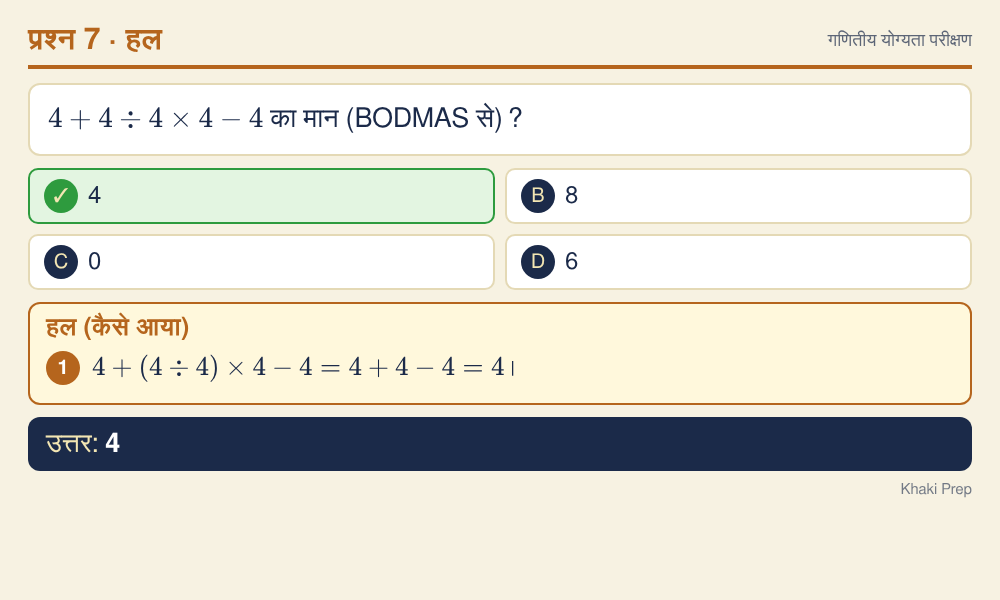 प्रश्न 7 · हल
गणितीय योग्यता परीक्षण
4 + 4 ÷ 4 × 4 − 4 का मान (BODMAS से) ?
✓ 4
B 8
C 0
D 6
हल (कैसे आया)
1 4 + (4 ÷ 4) × 4 − 4 = 4 + 4 − 4 = 4।
उत्तर: 4
Khaki Prep